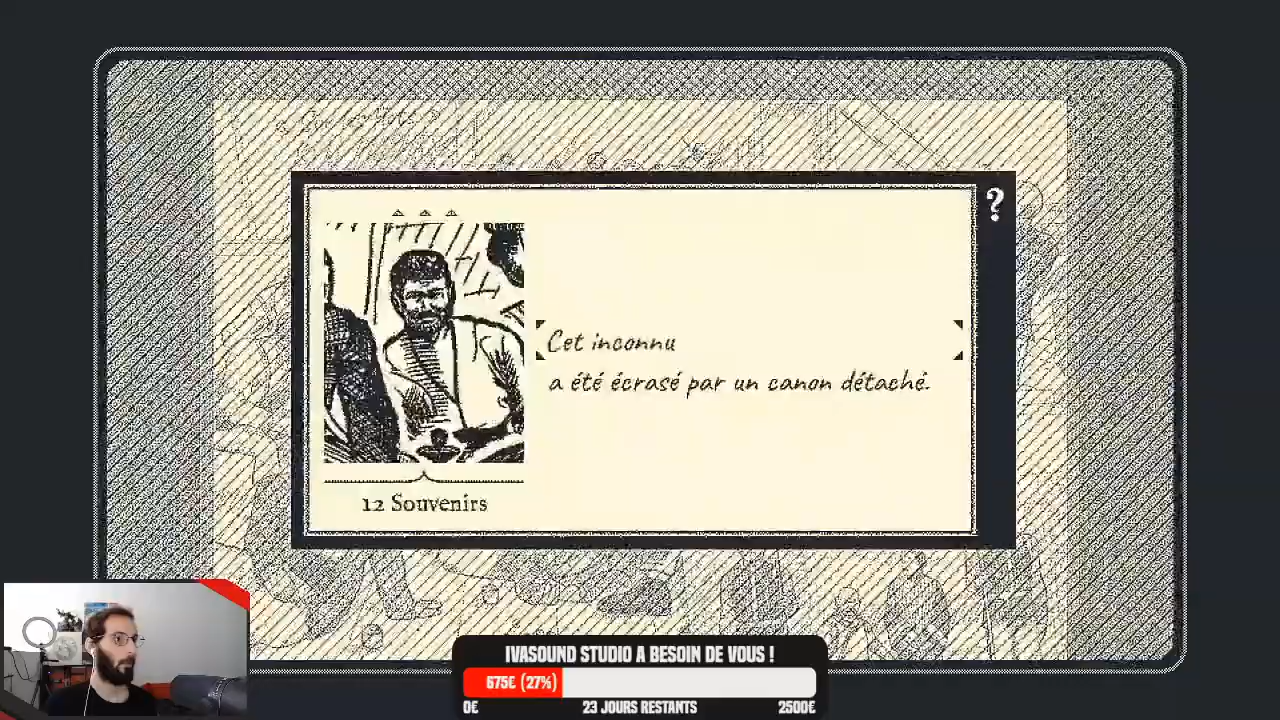 ?
Cet inconnu
a été écrasé par un canon détaché.
12 Souvenirs
IVASOUND STUDIO A BESOIN DE VOUS !
675€ (27%)
0€ 23 JOURS RESTANTS 2500€